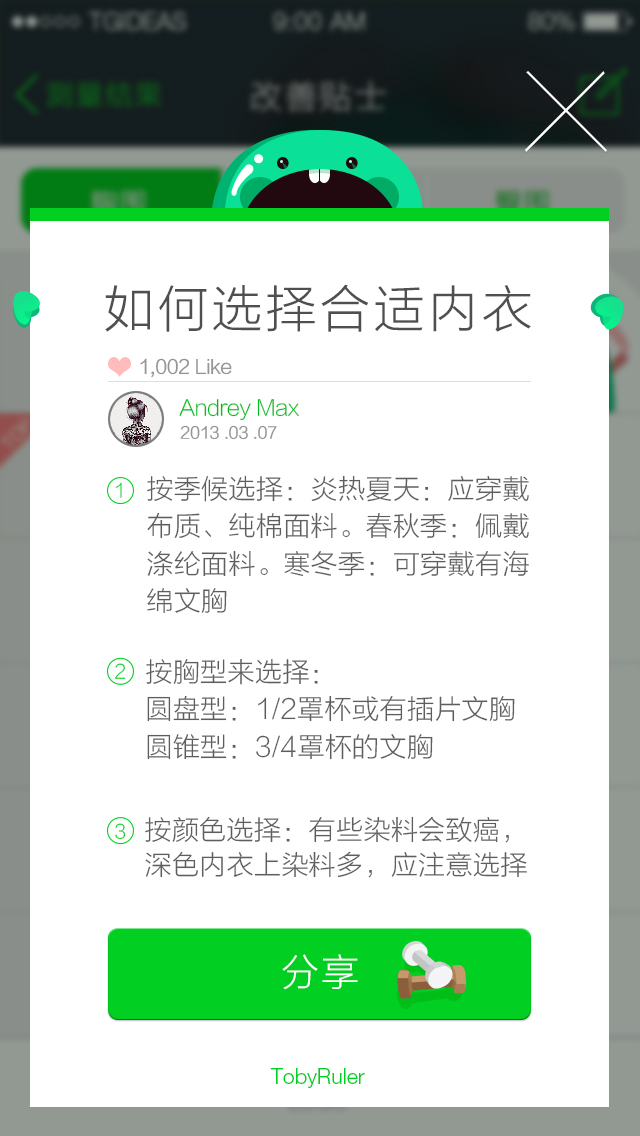 TGIDEAS 9:00 AM 80%
测量结果 改善贴士
胸围
如何选择合适内衣
1,002 Like
Andrey Max
2013 .03 .07
① 按季候选择：炎热夏天：应穿戴
布质、纯棉面料。春秋季：佩戴
涤纶面料。寒冬季：可穿戴有海
绵文胸
② 按胸型来选择：
圆盘型：1/2罩杯或有插片文胸
圆锥型：3/4罩杯的文胸
③ 按颜色选择：有些染料会致癌，
深色内衣上染料多，应注意选择
分享
TobyRuler